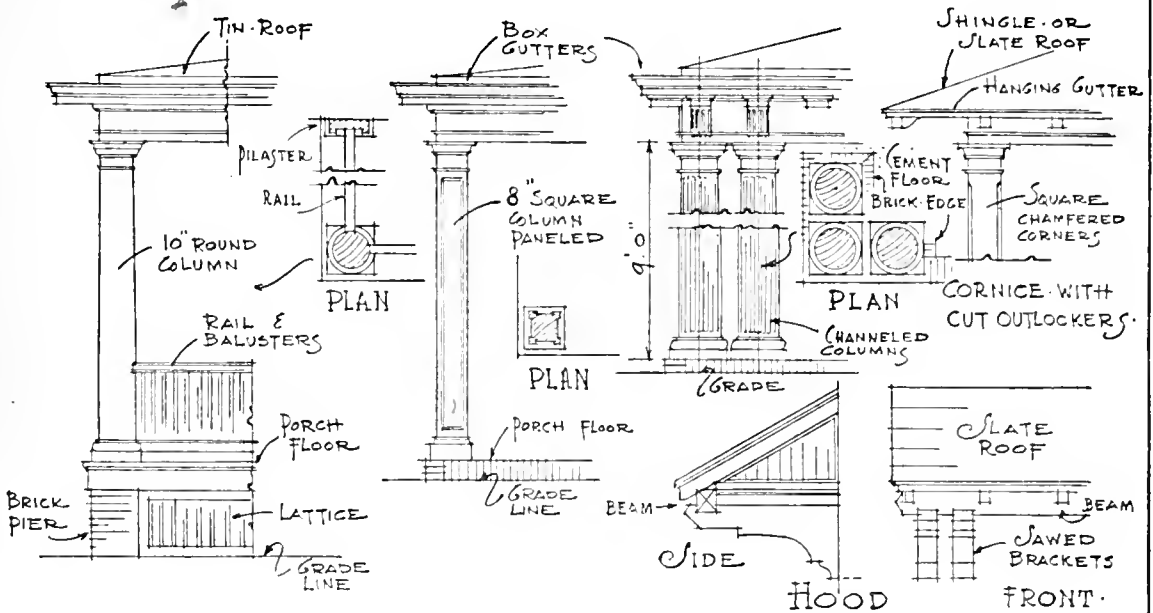 TIN·ROOF
BOX
GUTTERS
SHINGLE·OR
SLATE ROOF
HANGING GUTTER
PILASTER
RAIL
10" ROUND
COLUMN
PLAN
RAIL &
BALUSTERS
PORCH
FLOOR
BRICK
PIER
LATTICE
GRADE
LINE
8" SQUARE
COLUMN
PANELED
PLAN
PORCH FLOOR
GRADE
LINE
9'·0"
CEMENT
FLOOR
BRICK·EDGE
PLAN
CHANNELED
COLUMNS
GRADE
SQUARE
CHAMFERED
CORNERS
CORNICE·WITH
CUT OUTLOCKERS·
BEAM
SIDE
HOOD
SLATE
ROOF
BEAM
SAWED
BRACKETS
FRONT·